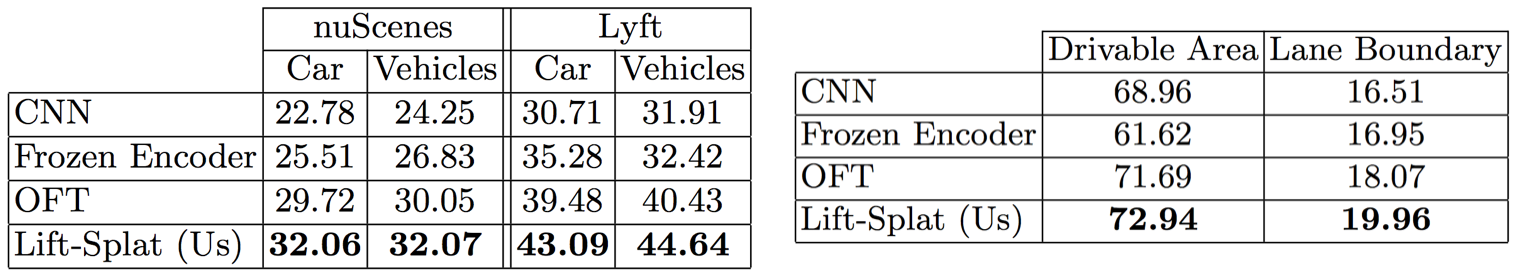 nuScenes Lyft
Car Vehicles Car Vehicles
CNN 22.78 24.25 30.71 31.91
Frozen Encoder 25.51 26.83 35.28 32.42
OFT 29.72 30.05 39.48 40.43
Lift-Splat (Us) 32.06 32.07 43.09 44.64
Drivable Area Lane Boundary
CNN 68.96 16.51
Frozen Encoder 61.62 16.95
OFT 71.69 18.07
Lift-Splat (Us) 72.94 19.96